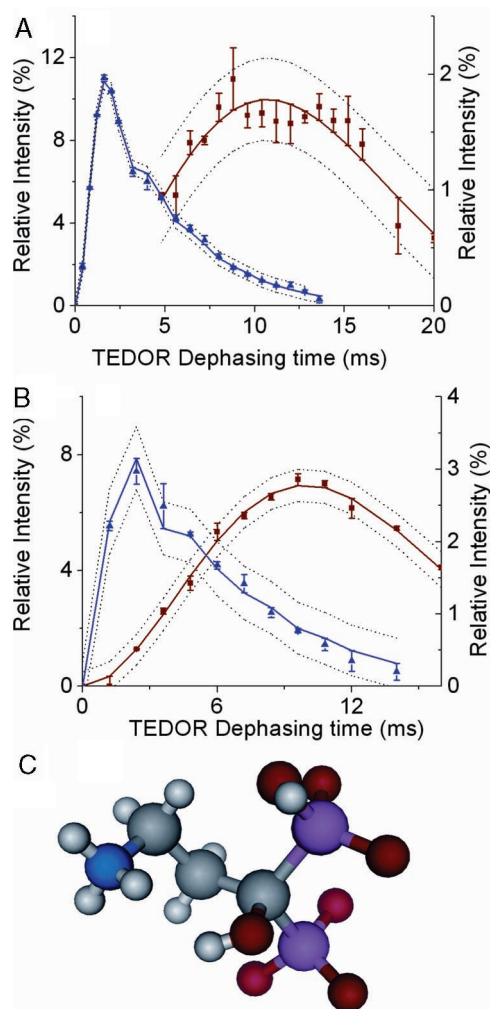 A
Relative Intensity (%)
12
8
4
0
2
1
0
Relative Intensity (%)
0 5 10 15 20
TEDOR Dephasing time (ms)
B
Relative Intensity (%)
8
4
0
4
3
2
1
0
Relative Intensity (%)
0 6 12
TEDOR Dephasing time (ms)
C